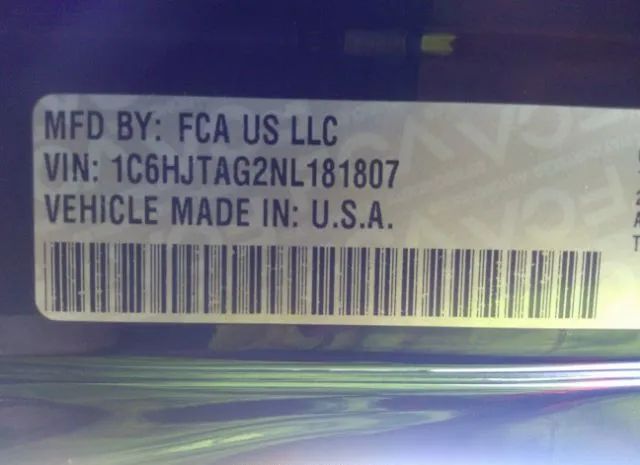 MFD BY: FCA US LLC
VIN: 1C6HJTAG2NL181807
VEHICLE MADE IN: U.S.A.